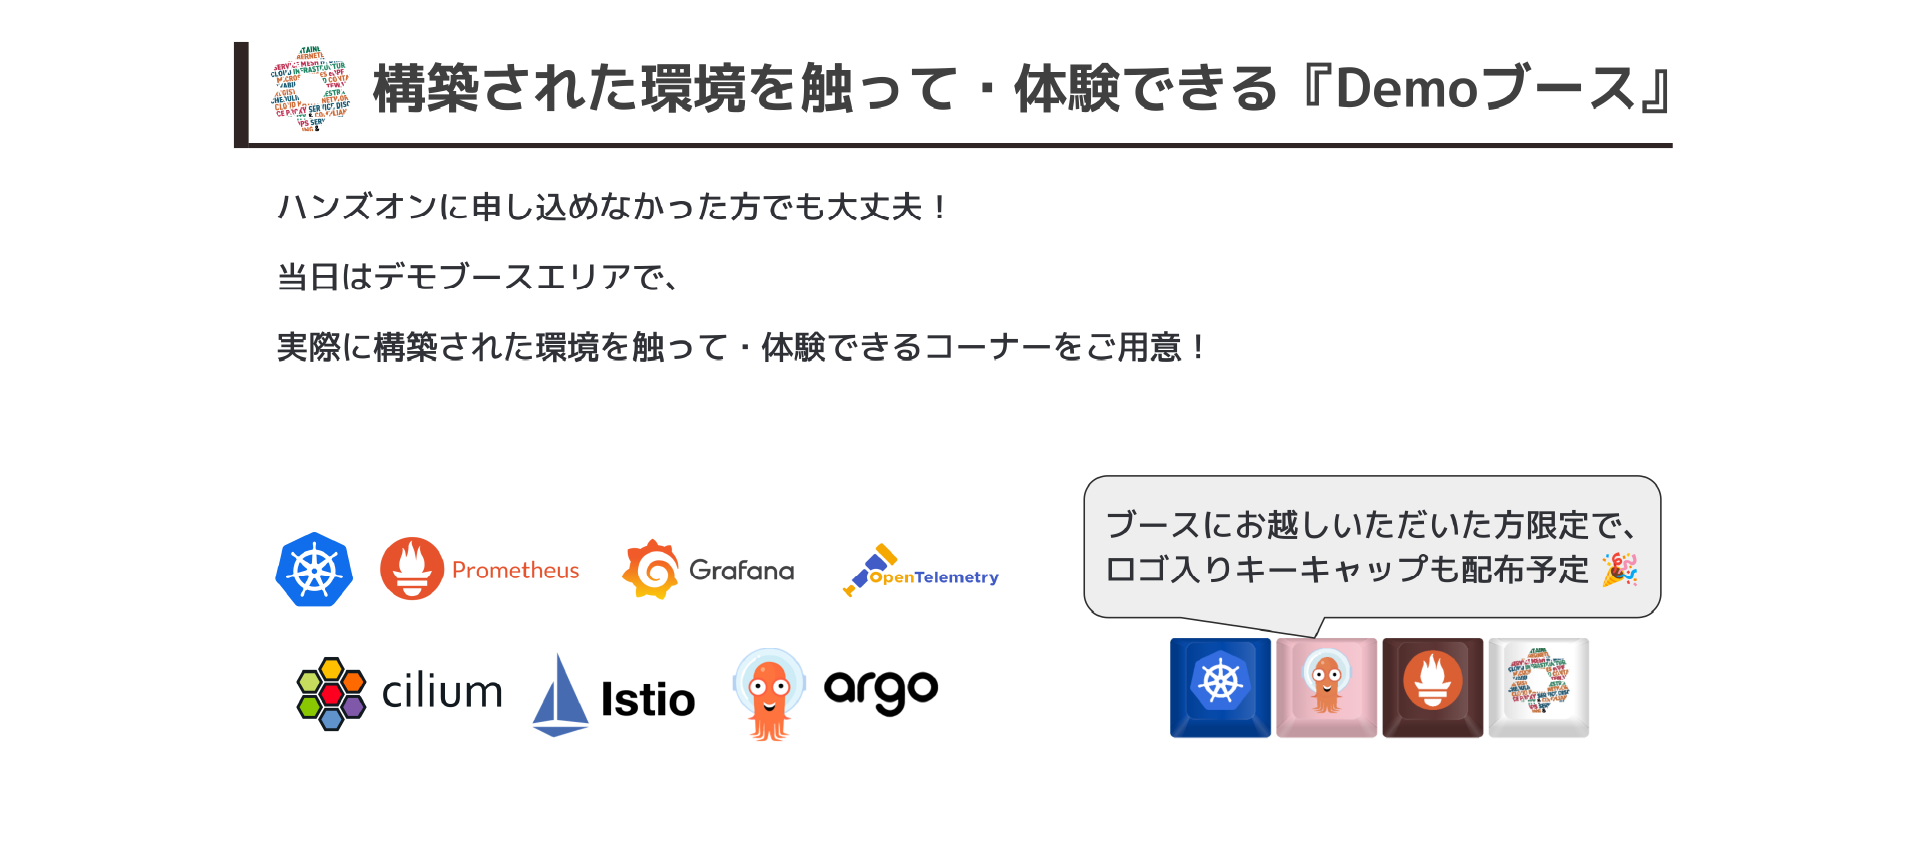 構築された環境を触って・体験できる『Demoブース』
ハンズオンに申し込めなかった方でも大丈夫！
当日はデモブースエリアで、
実際に構築された環境を触って・体験できるコーナーをご用意！
ブースにお越しいただいた方限定で、
ロゴ入りキーキャップも配布予定 🎉
Prometheus
Grafana
OpenTelemetry
cilium
Istio
argo